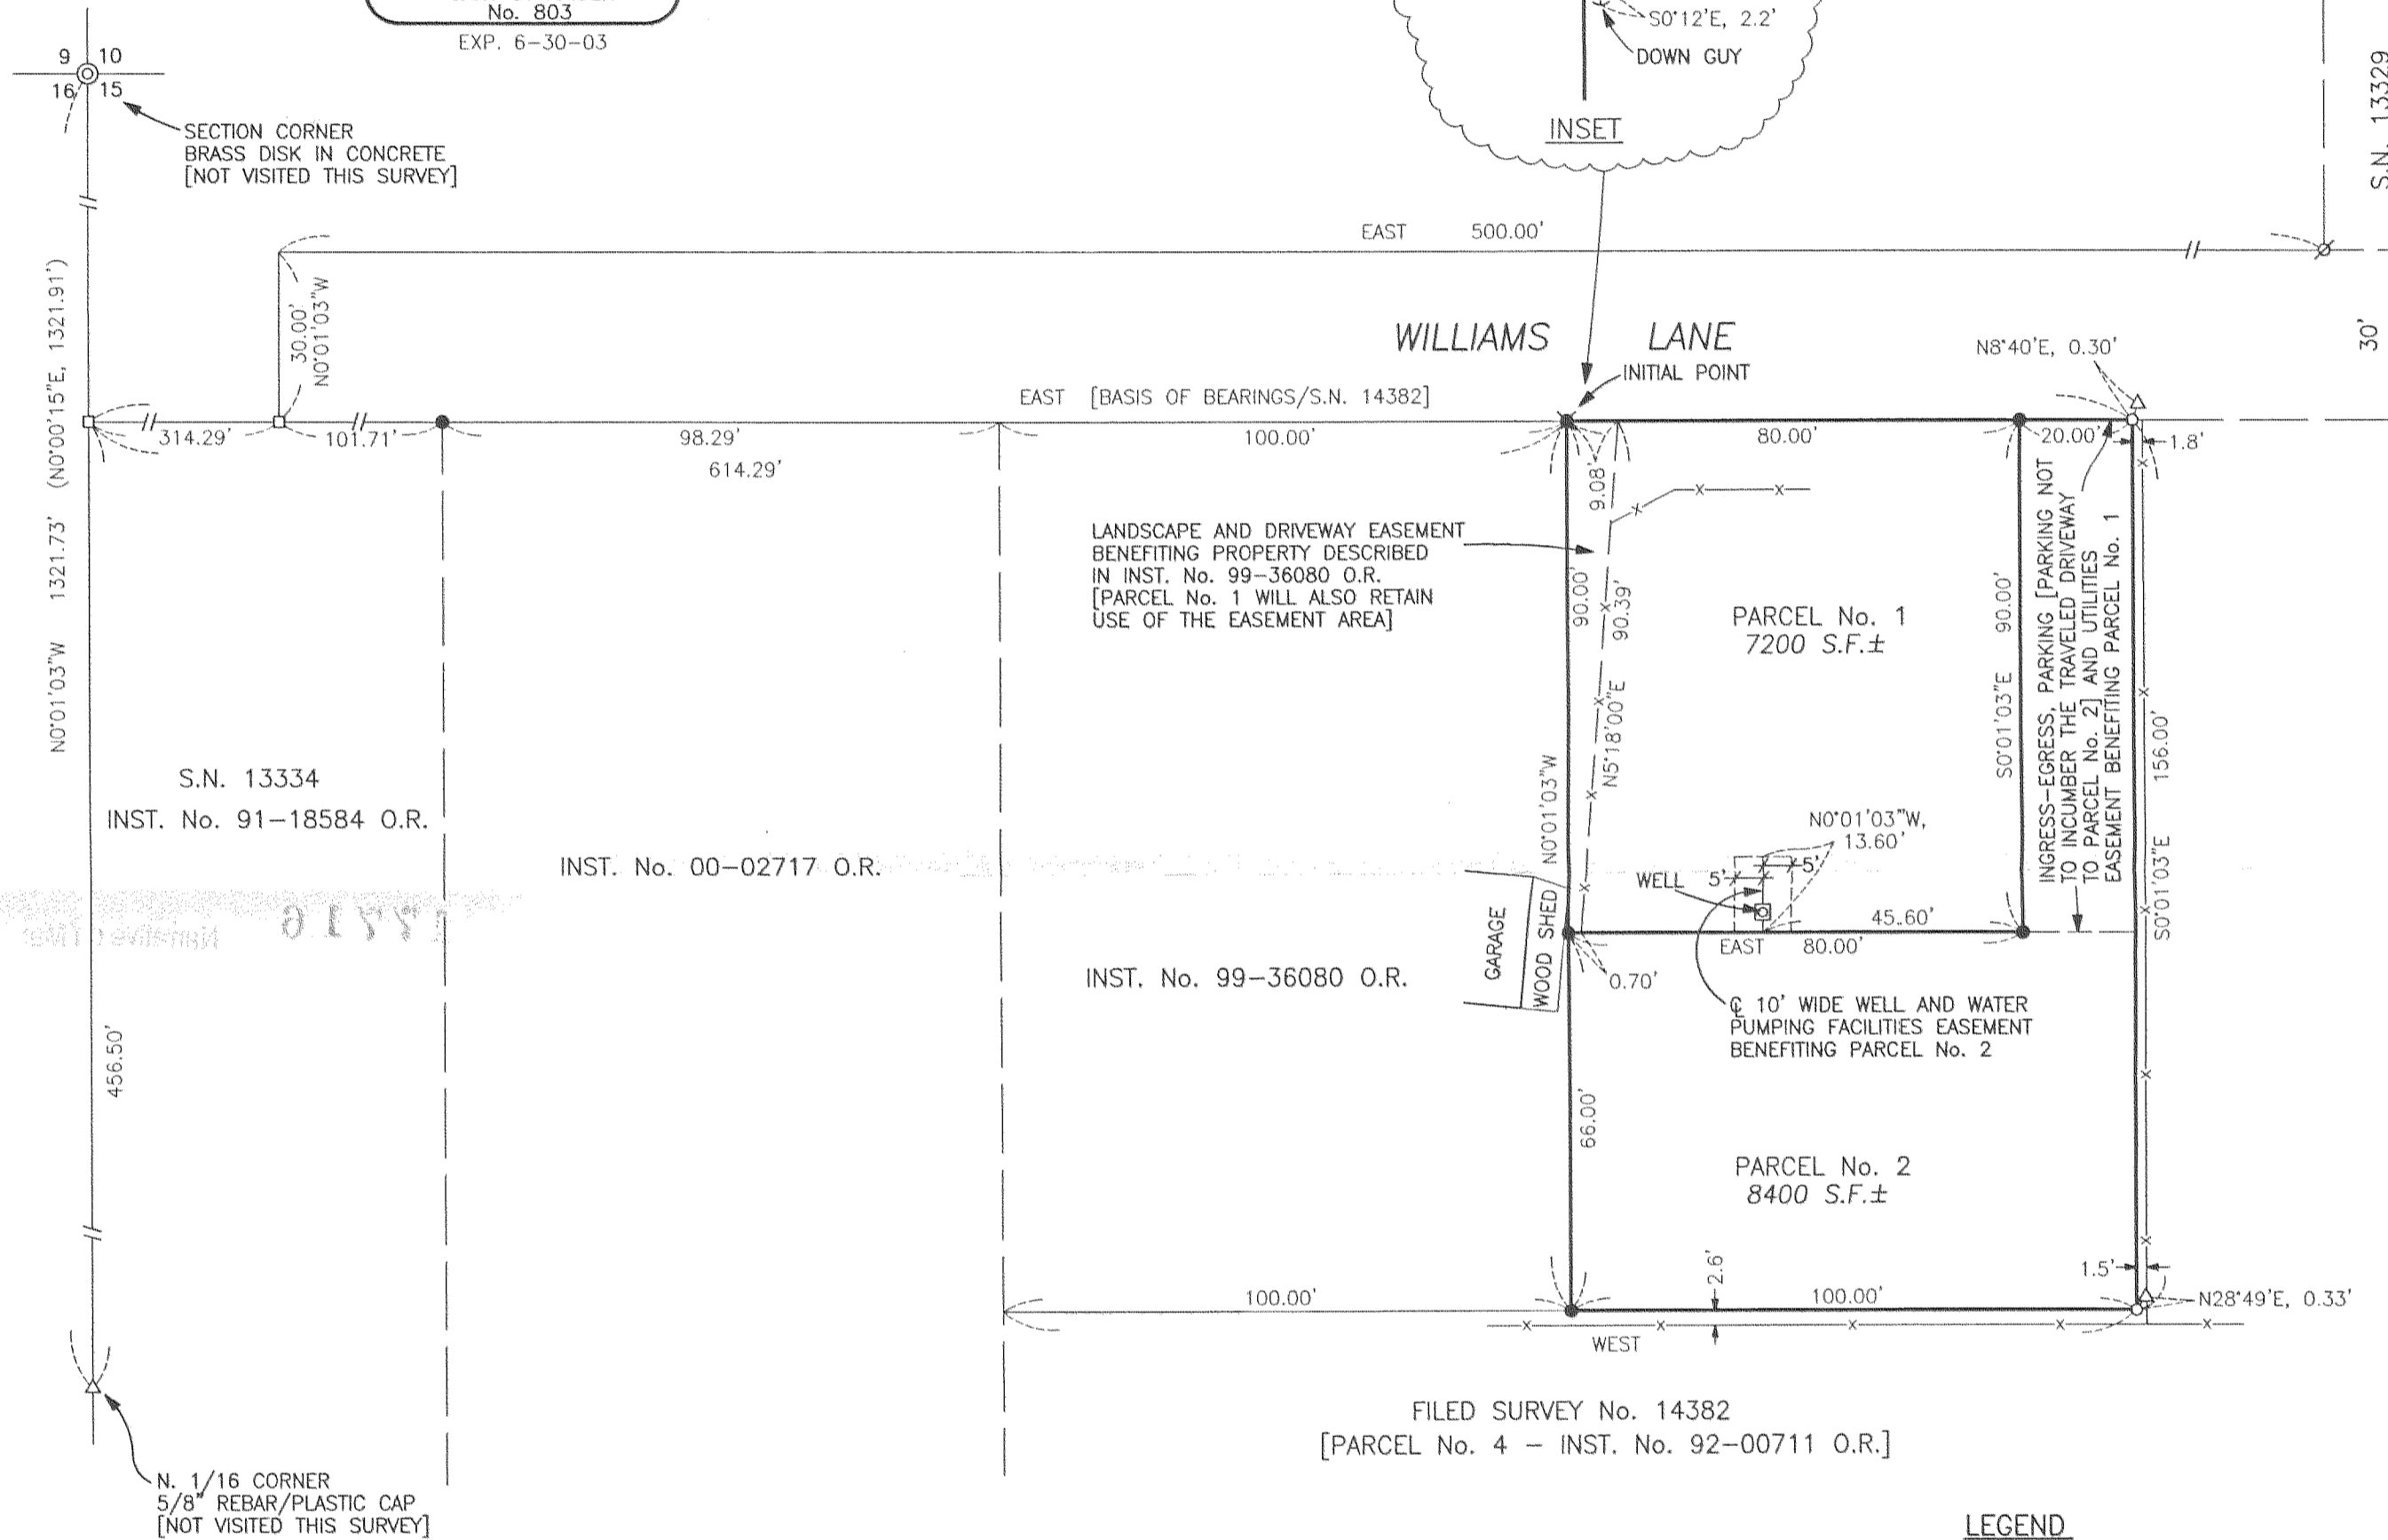 No. 803
EXP. 6-30-03
S0°12'E, 2.2'
DOWN GUY
INSET
S.N. 13329
9 10
16 15
SECTION CORNER
BRASS DISK IN CONCRETE
[NOT VISITED THIS SURVEY]
EAST 500.00'
30.00'
N0°01'03"W
WILLIAMS LANE
30'
N8°40'E, 0.30'
INITIAL POINT
EAST [BASIS OF BEARINGS/S.N. 14382]
314.29'
101.71'
98.29'
614.29'
100.00'
80.00'
20.00'
1.8'
N0°01'03"W 1321.73' (N0°00'15"E, 1321.91')
9.08'
LANDSCAPE AND DRIVEWAY EASEMENT
BENEFITING PROPERTY DESCRIBED
IN INST. No. 99-36080 O.R.
[PARCEL No. 1 WILL ALSO RETAIN
USE OF THE EASEMENT AREA]
90.00'
N0°01'03"W
90.39'
N5°18'00"E
PARCEL No. 1
7200 S.F.±
S0°01'03"E 90.00'
INGRESS-EGRESS, PARKING [PARKING NOT
TO INCUMBER THE TRAVELED DRIVEWAY
TO PARCEL No. 2] AND UTILITIES
EASEMENT BENEFITING PARCEL No. 1
S0°01'03"E 156.00'
S.N. 13334
INST. No. 91-18584 O.R.
INST. No. 00-02717 O.R.
INST. No. 99-36080 O.R.
N0°01'03"W,
13.60'
5'
5'
WELL
45.60'
EAST 80.00'
GARAGE
WOOD SHED
0.70'
℄ 10' WIDE WELL AND WATER
PUMPING FACILITIES EASEMENT
BENEFITING PARCEL No. 2
456.50'
66.00'
PARCEL No. 2
8400 S.F.±
2.6'
1.5'
100.00'
100.00'
N28°49'E, 0.33'
WEST
FILED SURVEY No. 14382
[PARCEL No. 4 - INST. No. 92-00711 O.R.]
N. 1/16 CORNER
5/8" REBAR/PLASTIC CAP
[NOT VISITED THIS SURVEY]
LEGEND